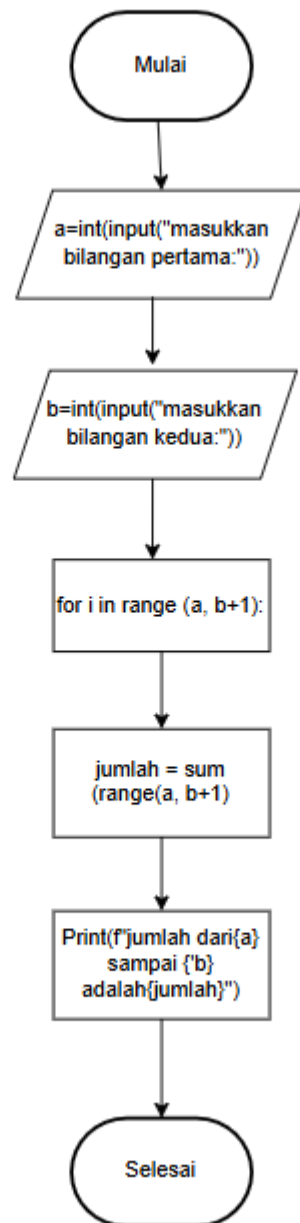 Mulai
a=int(input("masukkan
bilangan pertama:"))
b=int(input("masukkan
bilangan kedua:"))
for i in range (a, b+1):
jumlah = sum
(range(a, b+1)
Print(f"jumlah dari{a}
sampai {'b}
adalah{jumlah}")
Selesai